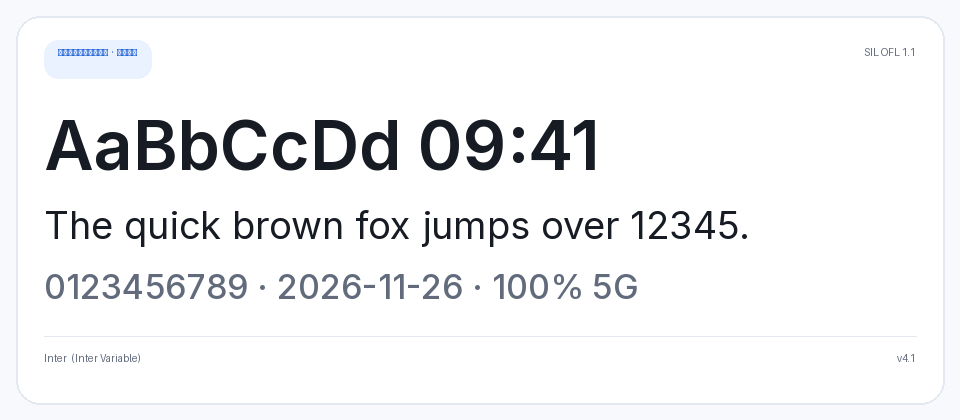 SIL OFL 1.1
AaBbCcDd 09:41
The quick brown fox jumps over 12345.
0123456789 · 2026-11-26 · 100% 5G
Inter (Inter Variable)
v4.1